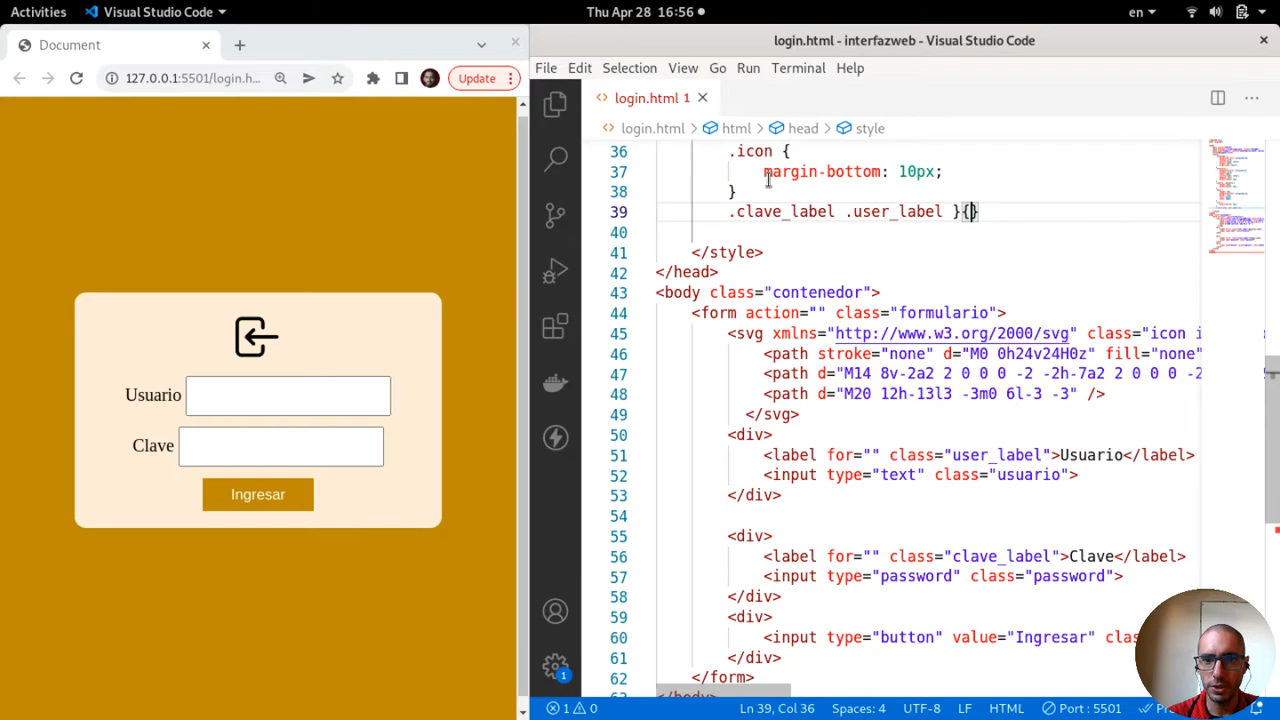 Activities
Visual Studio Code
Thu Apr 28 16:56
en
Document
127.0.0.1:5501/login.h...
Update
Usuario
Clave
Ingresar
login.html - interfazweb - Visual Studio Code
File Edit Selection View Go Run Terminal Help
login.html 1
login.html > html > head > style
36 .icon {
37 margin-bottom: 10px;
38 }
39 .clave_label .user_label }{}
40
41 </style>
42 </head>
43 <body class="contenedor">
44 <form action="" class="formulario">
45 <svg xmlns="http://www.w3.org/2000/svg" class="icon i
46 <path stroke="none" d="M0 0h24v24H0z" fill="none"
47 <path d="M14 8v-2a2 2 0 0 0 -2 -2h-7a2 2 0 0 0 -2
48 <path d="M20 12h-13l3 -3m0 6l-3 -3" />
49 </svg>
50 <div>
51 <label for="" class="user_label">Usuario</label>
52 <input type="text" class="usuario">
53 </div>
54
55 <div>
56 <label for="" class="clave_label">Clave</label>
57 <input type="password" class="password">
58 </div>
59 <div>
60 <input type="button" value="Ingresar" clas
61 </div>
62 </form>
63 </body>
1
1 0
Ln 39, Col 36 Spaces: 4 UTF-8 LF HTML Port : 5501